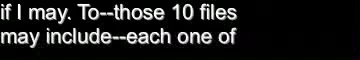 if I may. To--those 10 files
may include--each one of